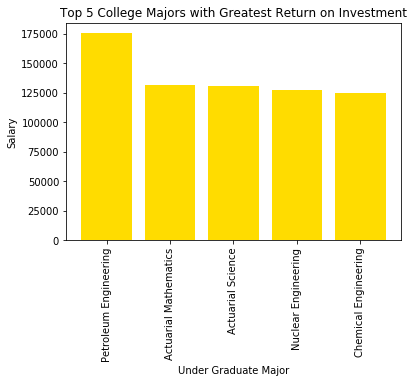 Top 5 College Majors with Greatest Return on Investment
175000
150000
125000
100000
75000
50000
25000
0
Salary
Petroleum Engineering
Actuarial Mathematics
Actuarial Science
Nuclear Engineering
Chemical Engineering
Under Graduate Major